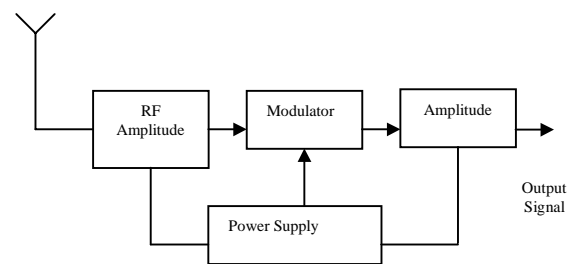 RF
Amplitude
Modulator
Amplitude
Output
Signal
Power Supply